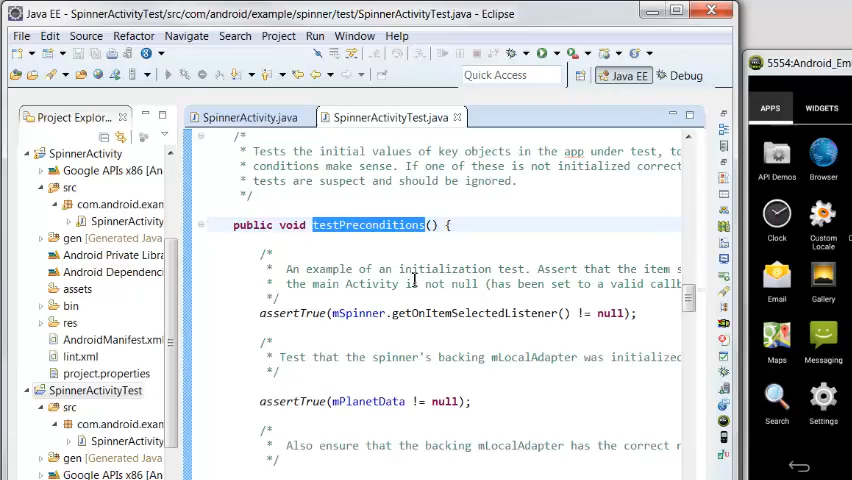 Java EE - SpinnerActivityTest/src/com/android/example/spinner/test/SpinnerActivityTest.java - Eclipse
File Edit Source Refactor Navigate Search Project Run Window Help
Quick Access
Java EE
Debug
Project Explor...
SpinnerActivity
Google APIs x86 [An
src
com.android.exan
SpinnerActivity
gen [Generated Java
Android Private Libra
Android Dependenc
assets
bin
res
AndroidManifest.xm
lint.xml
project.properties
SpinnerActivityTest
src
com.android.exan
SpinnerActivity
gen [Generated Java
Google APIs x86 [An
SpinnerActivity.java
SpinnerActivityTest.java
/*
* Tests the initial values of key objects in the app under test, to
* conditions make sense. If one of these is not initialized correct
* tests are suspect and should be ignored.
*/
public void testPreconditions() {
/*
* An example of an initialization test. Assert that the item s
* the main Activity is not null (has been set to a valid callb
*/
assertTrue(mSpinner.getOnItemSelectedListener() != null);
/*
* Test that the spinner's backing mLocalAdapter was initialized
*/
assertTrue(mPlanetData != null);
/*
* Also ensure that the backing mLocalAdapter has the correct n
*/
5554:Android_Em
APPS WIDGETS
API Demos Browser
Clock Custom Locale
Email Gallery
Maps Messaging
Search Settings